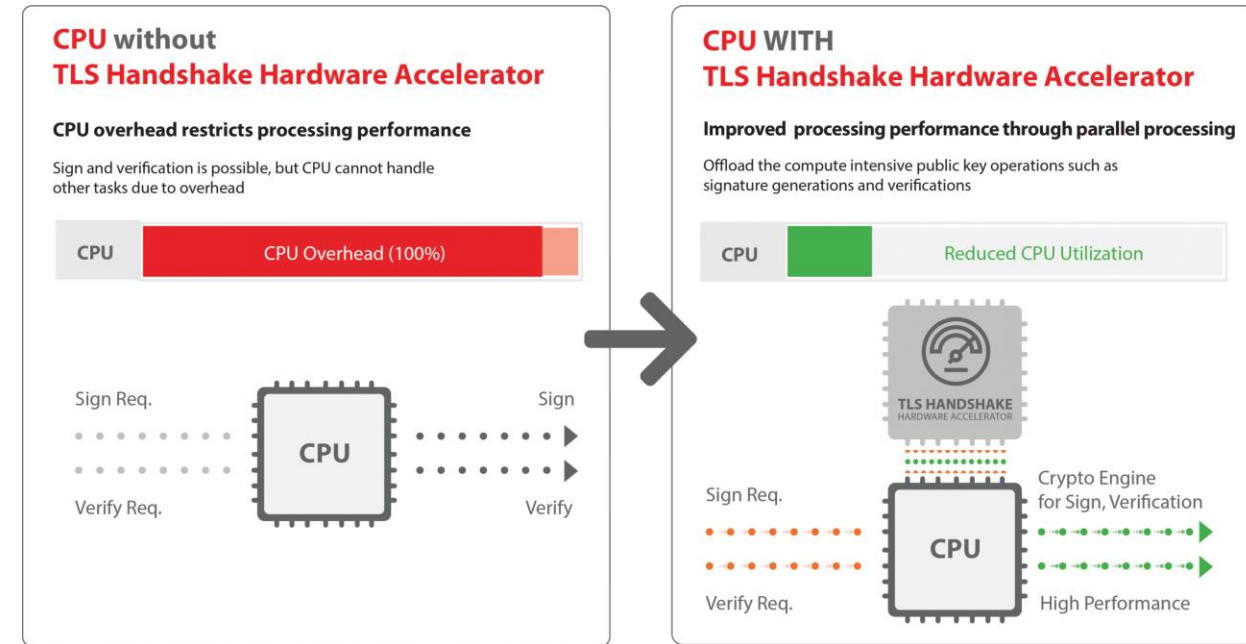 CPU without
TLS Handshake Hardware Accelerator
CPU overhead restricts processing performance
Sign and verification is possible, but CPU cannot handle
other tasks due to overhead
CPU
CPU Overhead (100%)
Sign Req.
Sign
CPU
Verify Req.
Verify
CPU WITH
TLS Handshake Hardware Accelerator
Improved processing performance through parallel processing
Offload the compute intensive public key operations such as
signature generations and verifications
CPU
Reduced CPU Utilization
TLS HANDSHAKE
HARDWARE ACCELERATOR
Sign Req.
Crypto Engine
for Sign, Verification
CPU
Verify Req.
High Performance